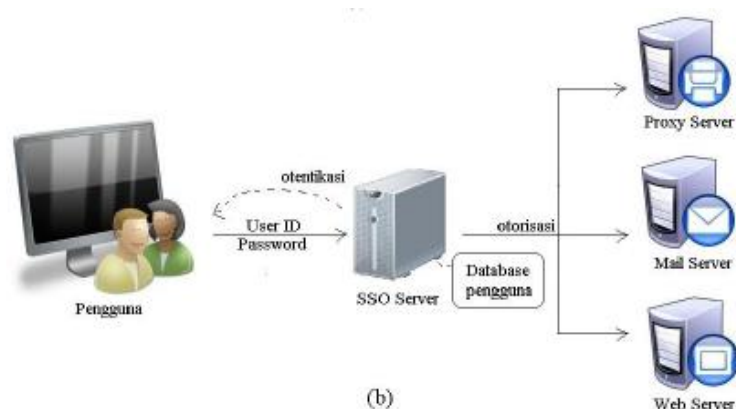 Proxy Server
otentikasi
User ID
Password
otorisasi
Mail Server
Database
pengguna
SSO Server
Pengguna
(b)
Web Server